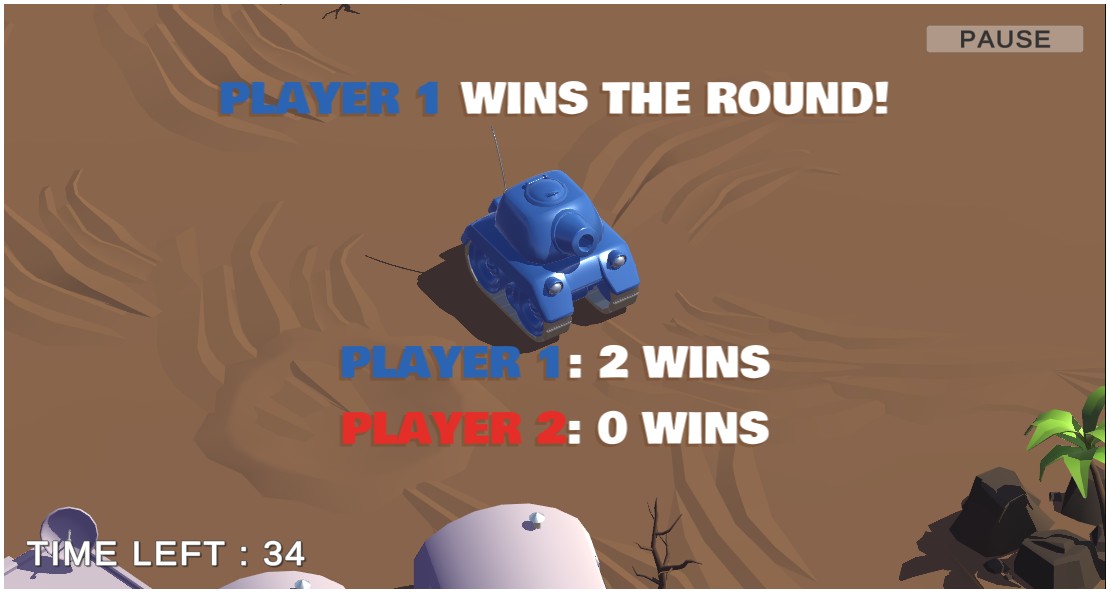 PAUSE
PLAYER 1 WINS THE ROUND!
PLAYER 1: 2 WINS
PLAYER 2: 0 WINS
TIME LEFT : 34